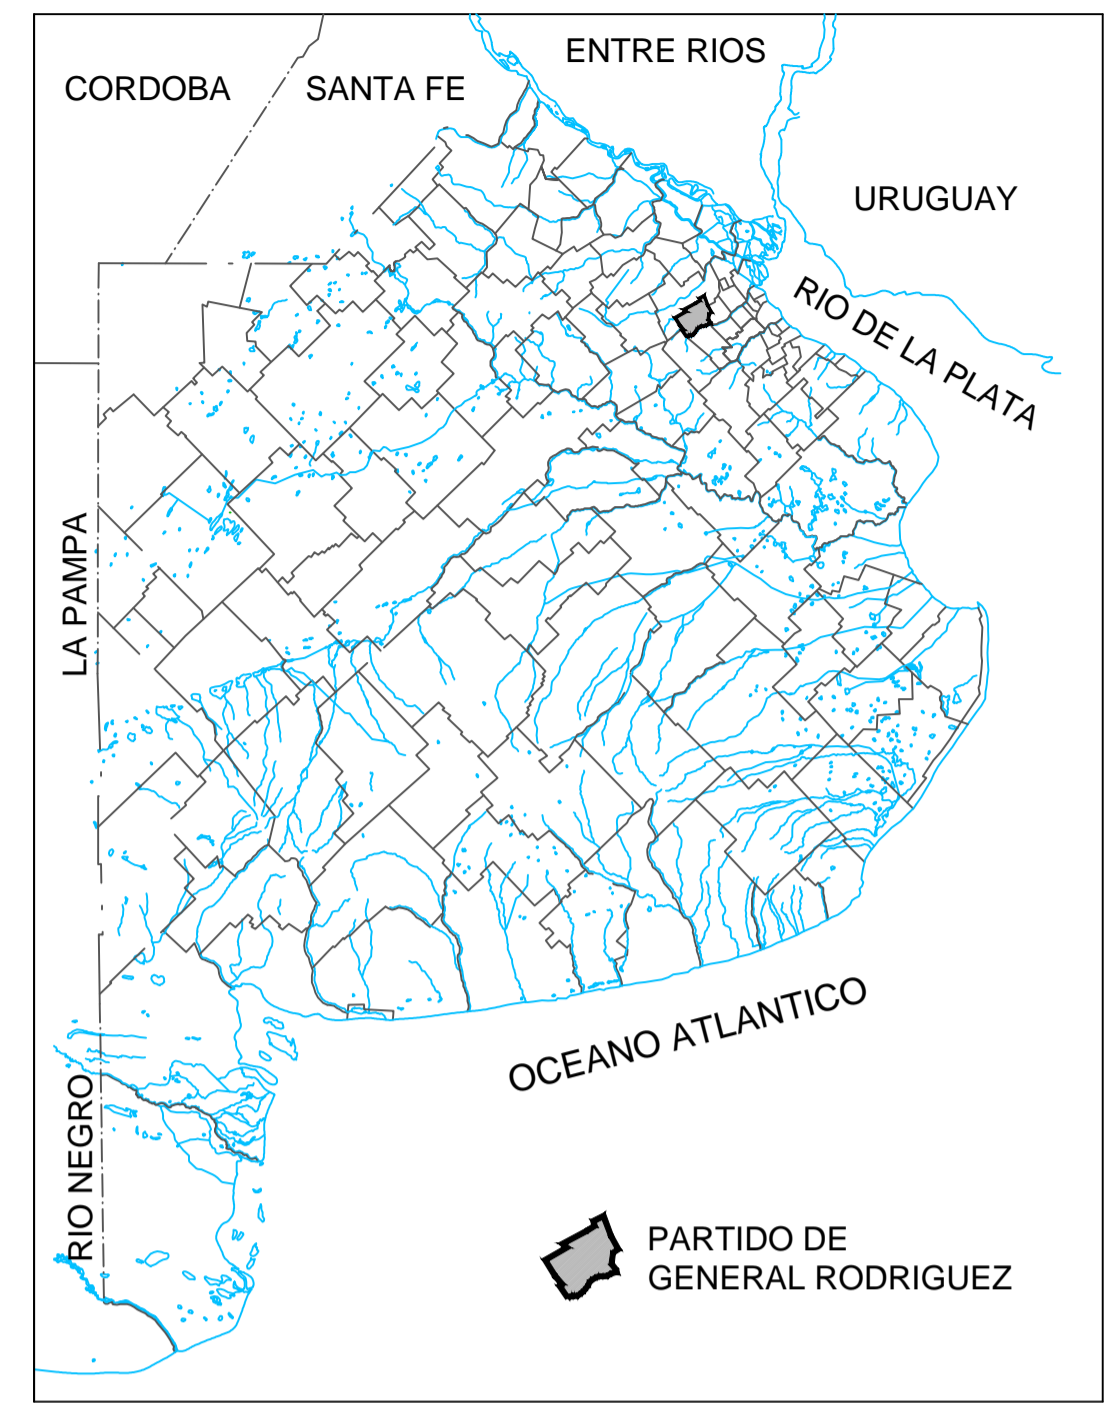 ENTRE RIOS
CORDOBA
SANTA FE
URUGUAY
RIO DE LA PLATA
LA PAMPA
OCEANO ATLANTICO
RIO NEGRO
PARTIDO DE
GENERAL RODRIGUEZ